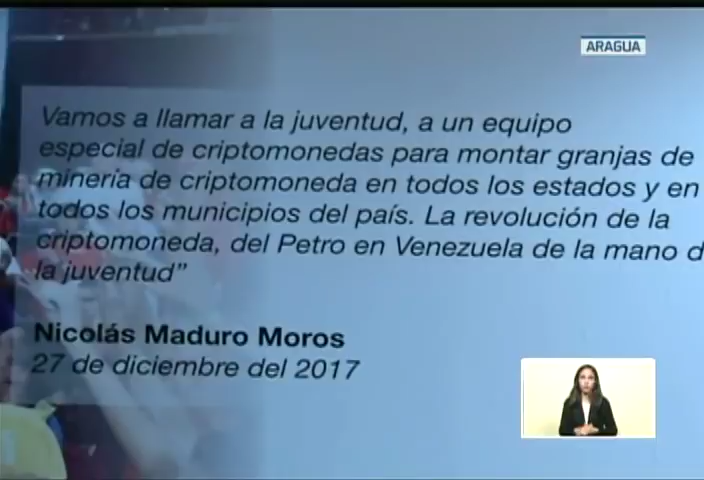 ARAGUA
Vamos a llamar a la juventud, a un equipo
especial de criptomonedas para montar granjas de
minería de criptomoneda en todos los estados y en
todos los municipios del país. La revolución de la
criptomoneda, del Petro en Venezuela de la mano d
la juventud”
Nicolás Maduro Moros
27 de diciembre del 2017